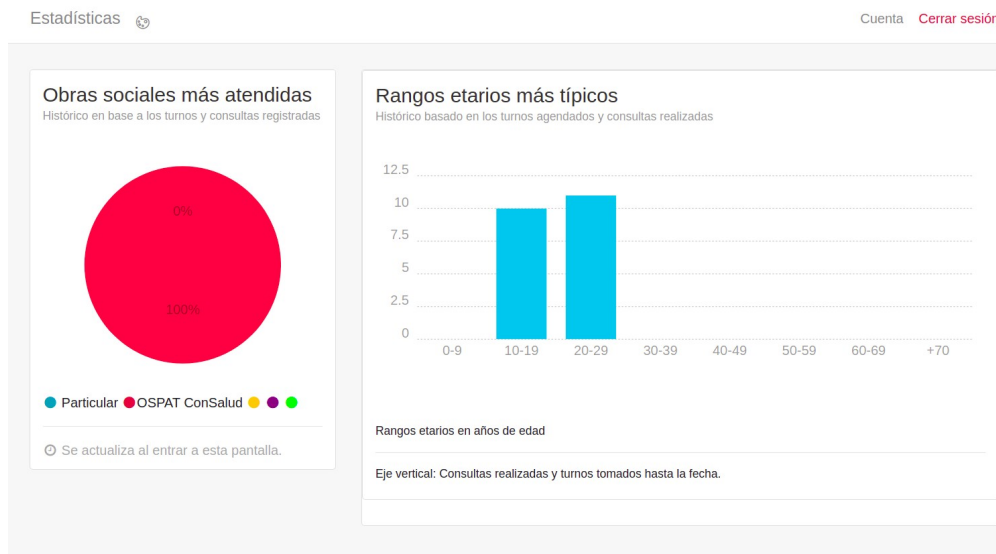 Estadísticas
Cuenta Cerrar sesión
Obras sociales más atendidas
Histórico en base a los turnos y consultas registradas
0%
100%
Particular OSPAT ConSalud
Se actualiza al entrar a esta pantalla.
Rangos etarios más típicos
Histórico basado en los turnos agendados y consultas realizadas
12.5
10
7.5
5
2.5
0
0-9 10-19 20-29 30-39 40-49 50-59 60-69 +70
Rangos etarios en años de edad
Eje vertical: Consultas realizadas y turnos tomados hasta la fecha.